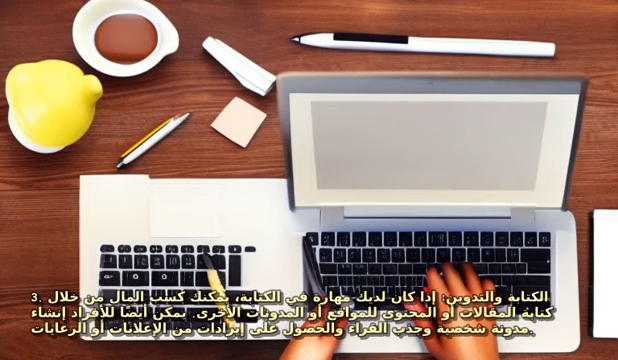 3. الكتابة والتدوين: إذا كان لديك مهارة في الكتابة، يمكنك كسب المال من خلال
كتابة المقالات أو المحتوى للمواقع أو المدونات الأخرى. يمكن أيضًا للأفراد إنشاء
مدونة شخصية وجذب القراء والحصول على إيرادات من الإعلانات أو الرعايات.